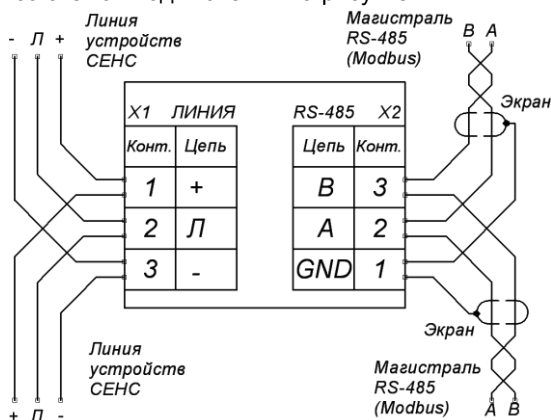 - Л +
Линия
устройств
СЕНС
Магистраль
RS-485
(Modbus)
B A
Экран
X1 ЛИНИЯ
Конт. Цепь
1 +
2 Л
3 -
RS-485 X2
Цепь Конт.
B 3
A 2
GND 1
Экран
Линия
устройств
СЕНС
+ Л -
Магистраль
RS-485
(Modbus)
A B